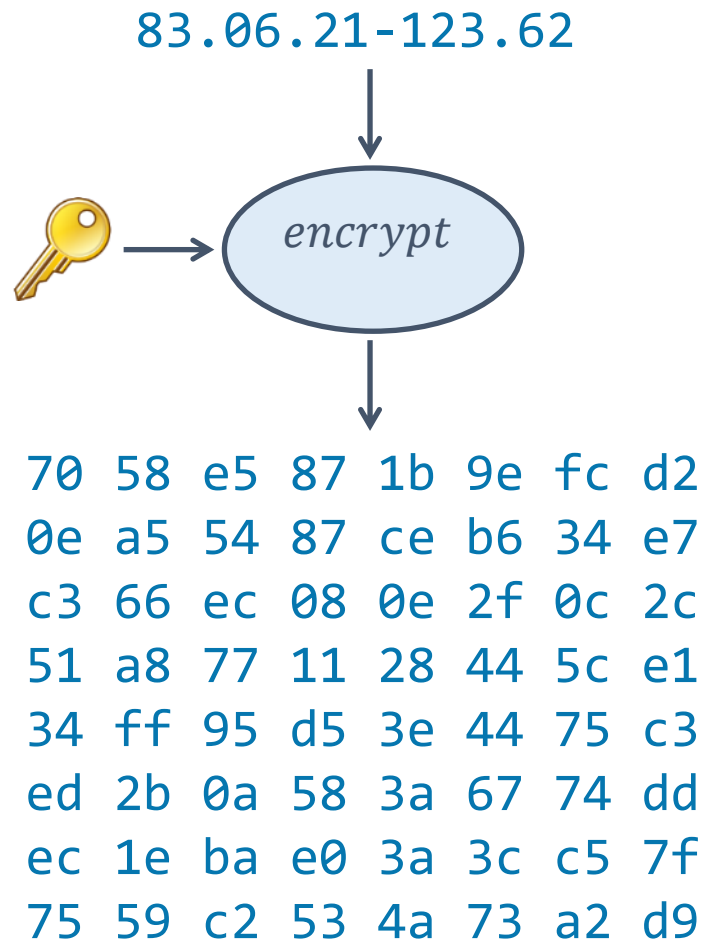 83.06.21-123.62
encrypt
70 58 e5 87 1b 9e fc d2
0e a5 54 87 ce b6 34 e7
c3 66 ec 08 0e 2f 0c 2c
51 a8 77 11 28 44 5c e1
34 ff 95 d5 3e 44 75 c3
ed 2b 0a 58 3a 67 74 dd
ec 1e ba e0 3a 3c c5 7f
75 59 c2 53 4a 73 a2 d9